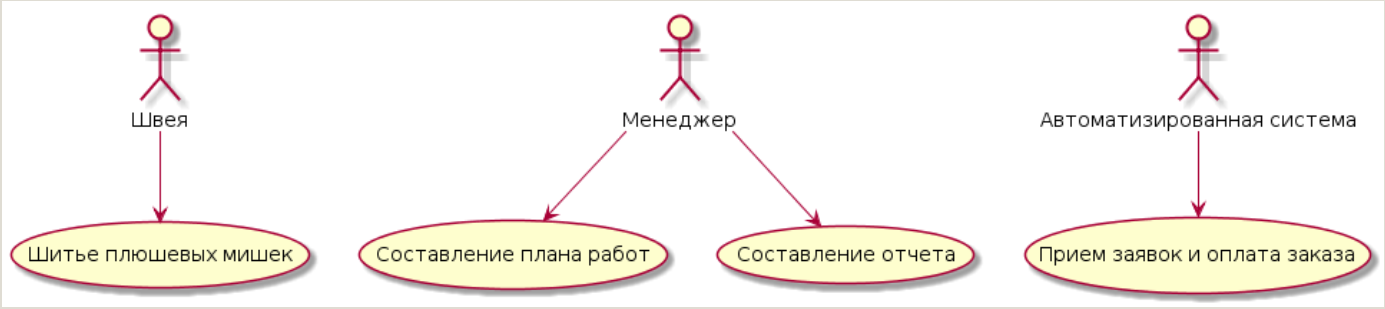 Швея
Менеджер
Автоматизированная система
Шитье плюшевых мишек
Составление плана работ
Составление отчета
Прием заявок и оплата заказа